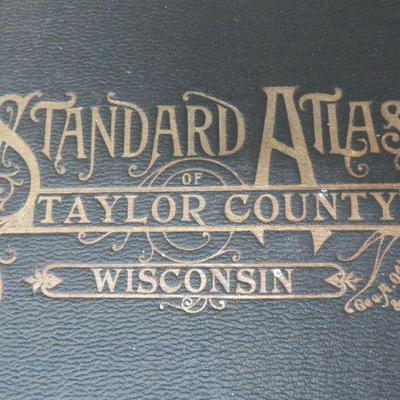 STANDARD ATLAS
OF
TAYLOR COUNTY
WISCONSIN